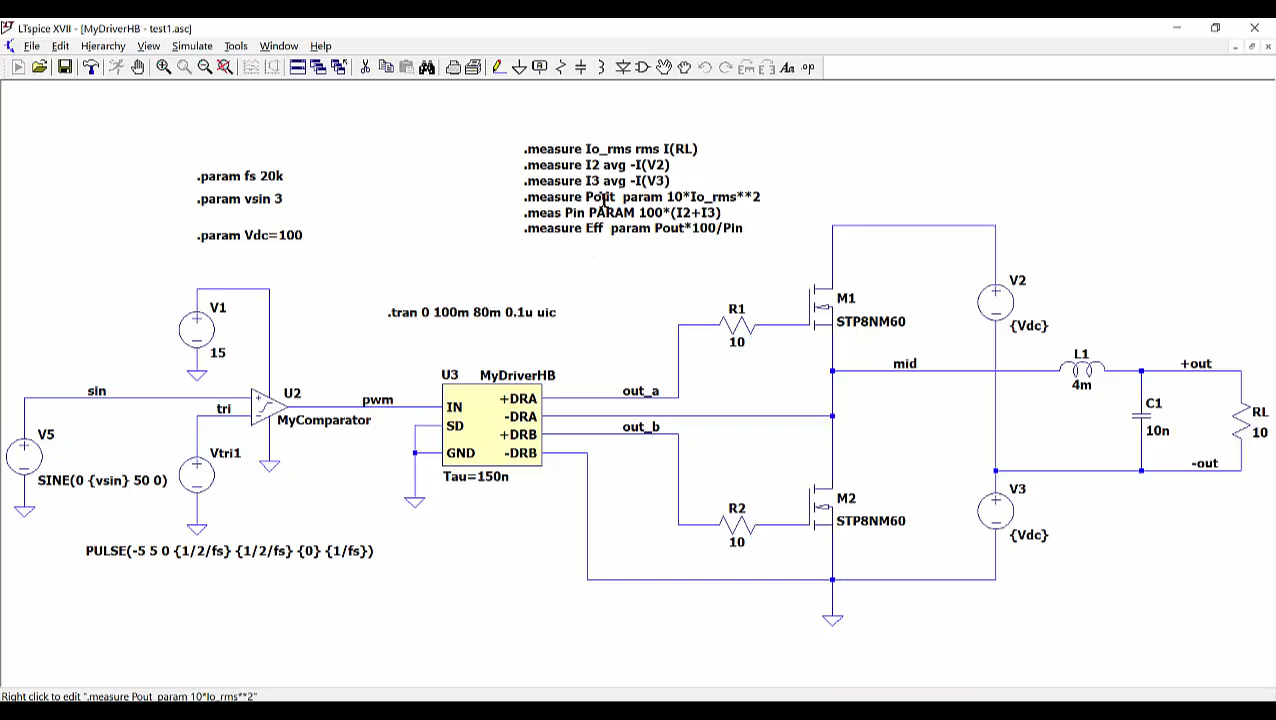 LTspice XVII - [MyDriverHB - test1.asc]
File Edit Hierarchy View Simulate Tools Window Help
.measure Io_rms rms I(RL)
.measure I2 avg -I(V2)
.measure I3 avg -I(V3)
.measure Pout param 10*Io_rms**2
.meas Pin PARAM 100*(I2+I3)
.measure Eff param Pout*100/Pin
.param fs 20k
.param vsin 3
.param Vdc=100
.tran 0 100m 80m 0.1u uic
V1
15
sin
tri
U2
MyComparator
pwm
V5
SINE(0 {vsin} 50 0)
Vtri1
PULSE(-5 5 0 {1/2/fs} {1/2/fs} {0} {1/fs})
U3 MyDriverHB
IN +DRA
SD -DRA
+DRB
GND -DRB
Tau=150n
out_a
out_b
R1
10
R2
10
M1
STP8NM60
M2
STP8NM60
mid
V2
{Vdc}
V3
{Vdc}
L1
4m
C1
10n
+out
-out
RL
10
Right click to edit ".measure Pout param 10*Io_rms**2"